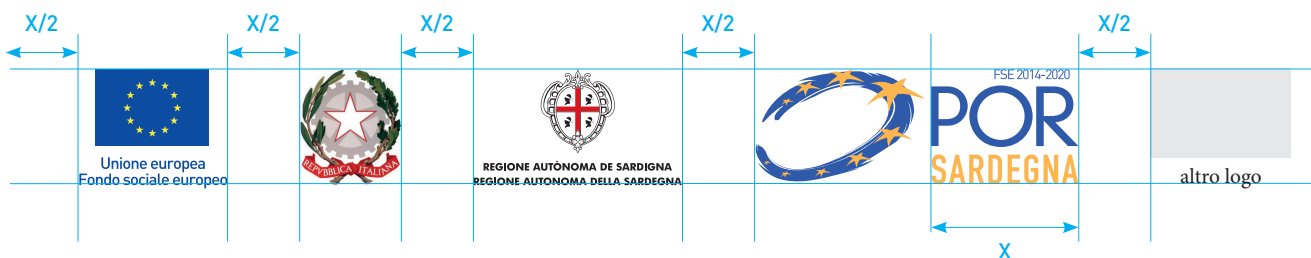 X/2
X/2
X/2
X/2
X/2
Unione europea
Fondo sociale europeo
REPVBBLICA ITALIANA
REGIONE AUTÒNOMA DE SARDIGNA
REGIONE AUTONOMA DELLA SARDEGNA
FSE 2014-2020
POR
SARDEGNA
altro logo
X